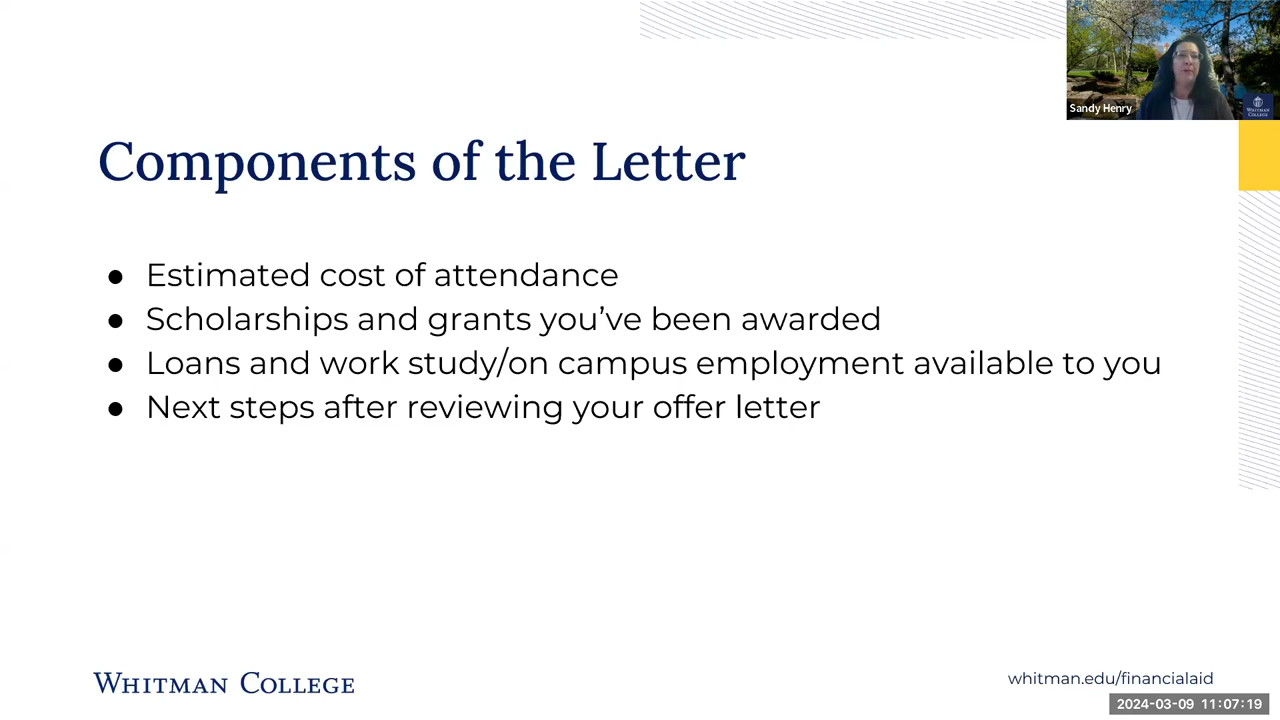 Sandy Henry
WHITMAN
COLLEGE
Components of the Letter
● Estimated cost of attendance
● Scholarships and grants you’ve been awarded
● Loans and work study/on campus employment available to you
● Next steps after reviewing your offer letter
WHITMAN COLLEGE
whitman.edu/financialaid
2024-03-09 11:07:19